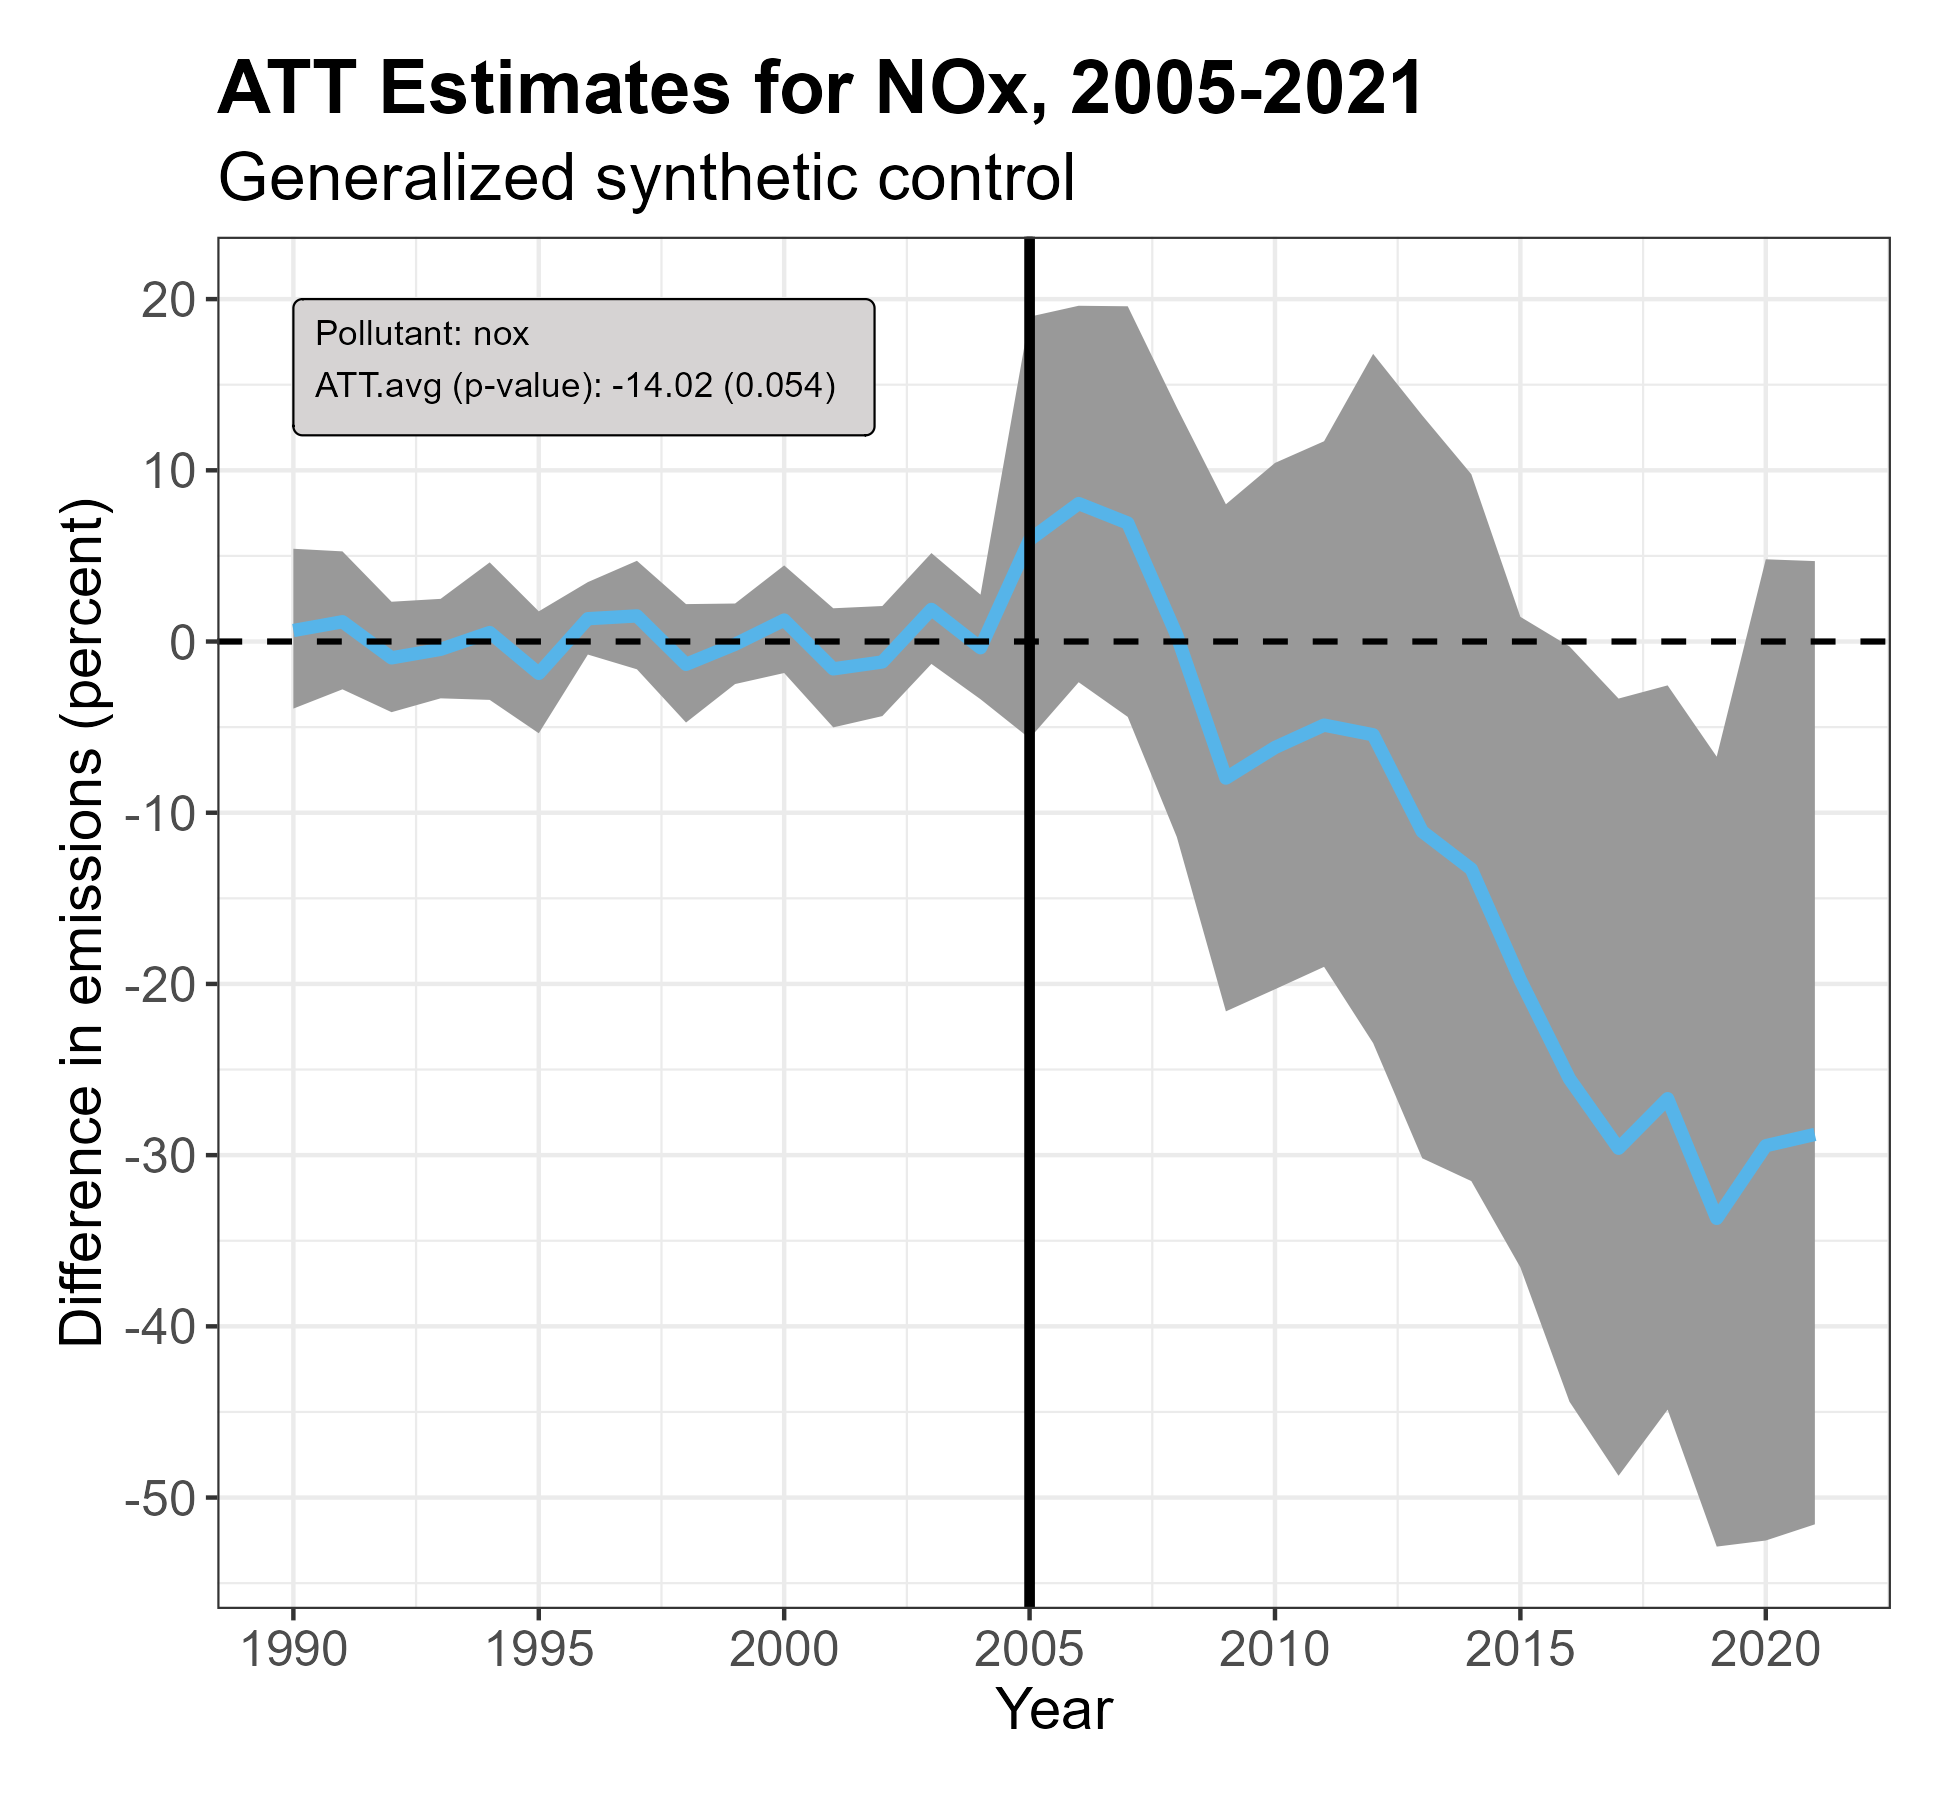 ATT Estimates for NOx, 2005-2021
Generalized synthetic control
Pollutant: nox
ATT.avg (p-value): -14.02 (0.054)
Difference in emissions (percent)
20
10
0
-10
-20
-30
-40
-50
1990 1995 2000 2005 2010 2015 2020
Year